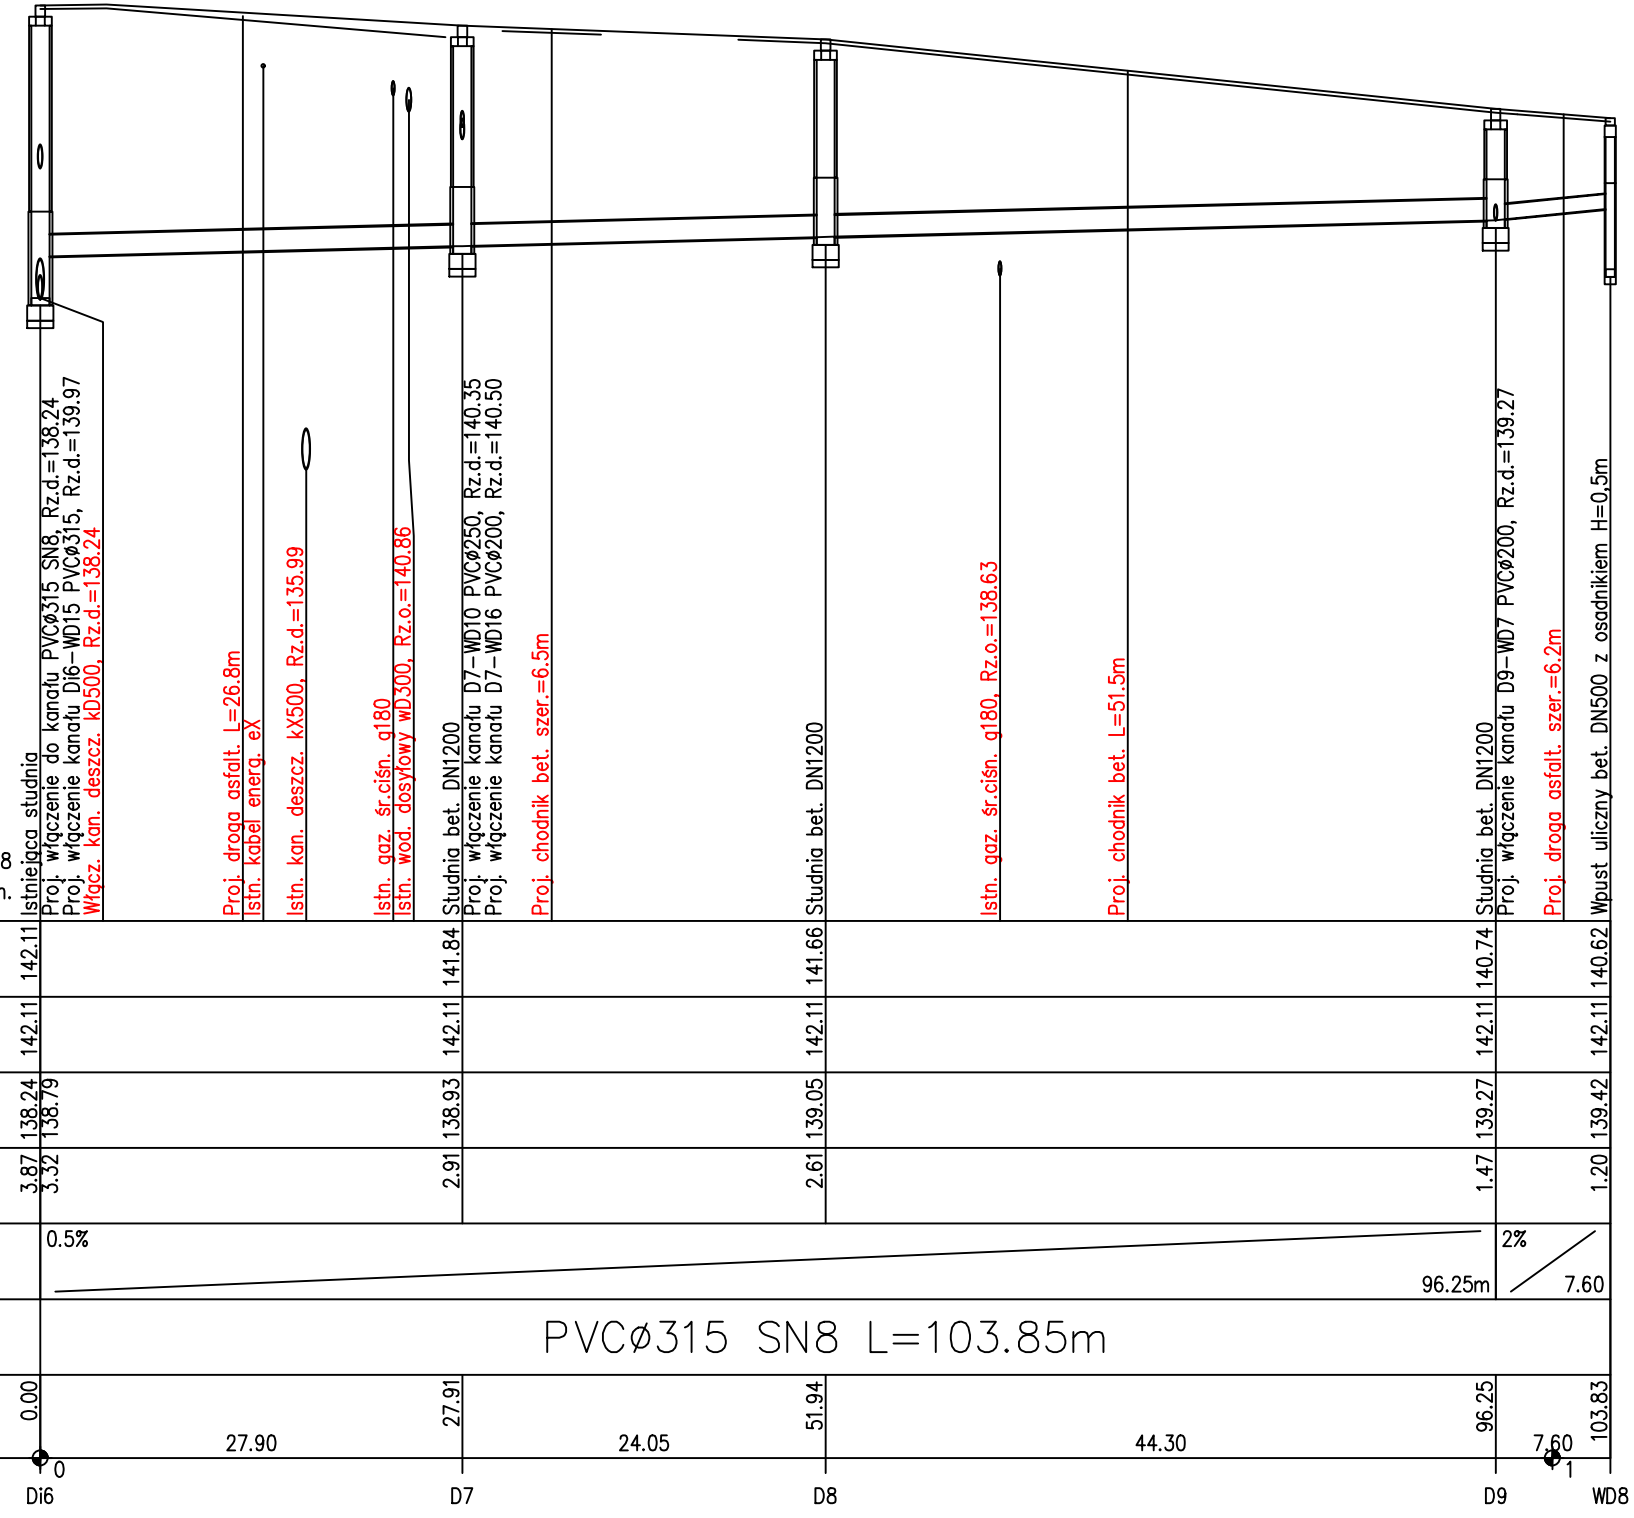 8
Istniejąca studnia
Proj. włączenie do kanału PVCø315 SN8, Rz.d.=138.24
Proj. włączenie kanału Di6-WD15 PVCø315, Rz.d.=139.97
Włącz. kan. deszcz. kD500, Rz.d.=138.24
Proj. droga asfalt. L=26.8m
Istn. kabel energ. eX
Istn. kan. deszcz. kX500, Rz.d.=135.99
Istn. gaz. śr.ciśn. g180
Istn. wod. dosyłowy wD300, Rz.o.=140.86
Studnia bet. DN1200
Proj. włączenie kanału D7-WD10 PVCø250, Rz.d.=140.35
Proj. włączenie kanału D7-WD16 PVCø200, Rz.d.=140.50
Proj. chodnik bet. szer.=6.5m
Studnia bet. DN1200
Istn. gaz. śr.ciśn. g180, Rz.o.=138.63
Proj. chodnik bet. L=51.5m
Studnia bet. DN1200
Proj. włączenie kanału D9-WD7 PVCø200, Rz.d.=139.27
Proj. droga asfalt. szer.=6.2m
Wpust uliczny bet. DN500 z osadnikiem H=0,5m
142.11 141.84 141.66 140.74 140.62
142.11 142.11 142.11 142.11 142.11
138.24 138.79 138.93 139.05 139.27 139.42
3.87 3.32 2.91 2.61 1.47 1.20
0.5% 2%
96.25m 7.60
PVCø315 SN8 L=103.85m
0.00 27.91 51.94 96.25 103.83
27.90 24.05 44.30 7.60
0 1
Di6 D7 D8 D9 WD8